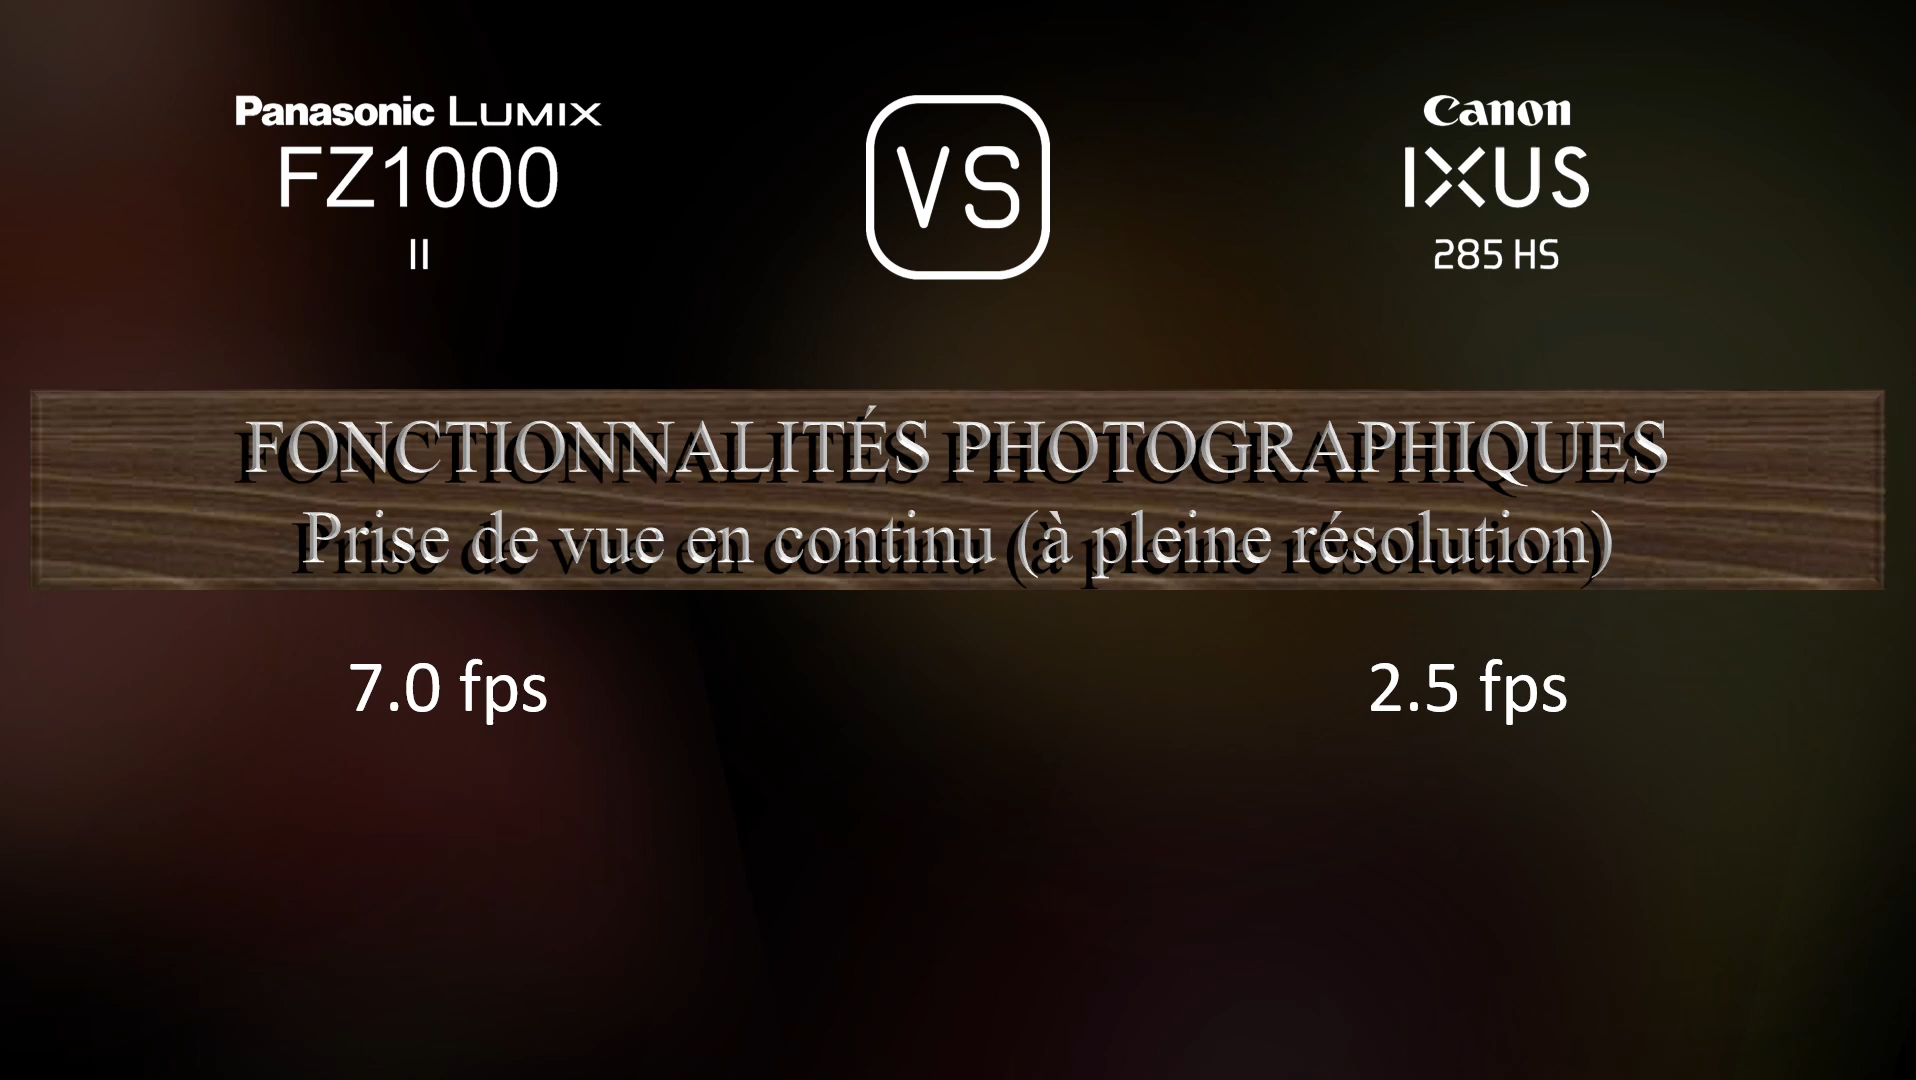 Panasonic LUMIX
FZ1000
II
VS
Canon
IXUS
285 HS
FONCTIONNALITÉS PHOTOGRAPHIQUES
Prise de vue en continu (à pleine résolution)
7.0 fps
2.5 fps